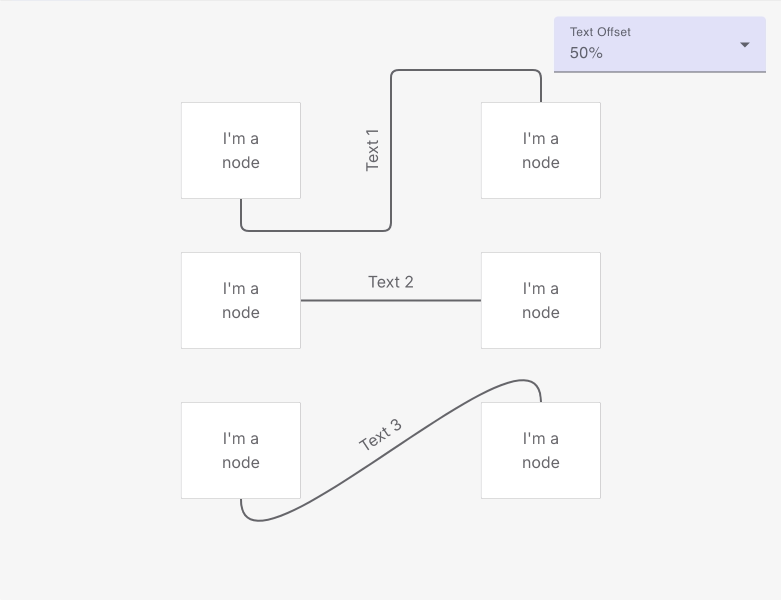 Text Offset
50%
I'm a
node
Text 1
I'm a
node
I'm a
node
Text 2
I'm a
node
I'm a
node
Text 3
I'm a
node